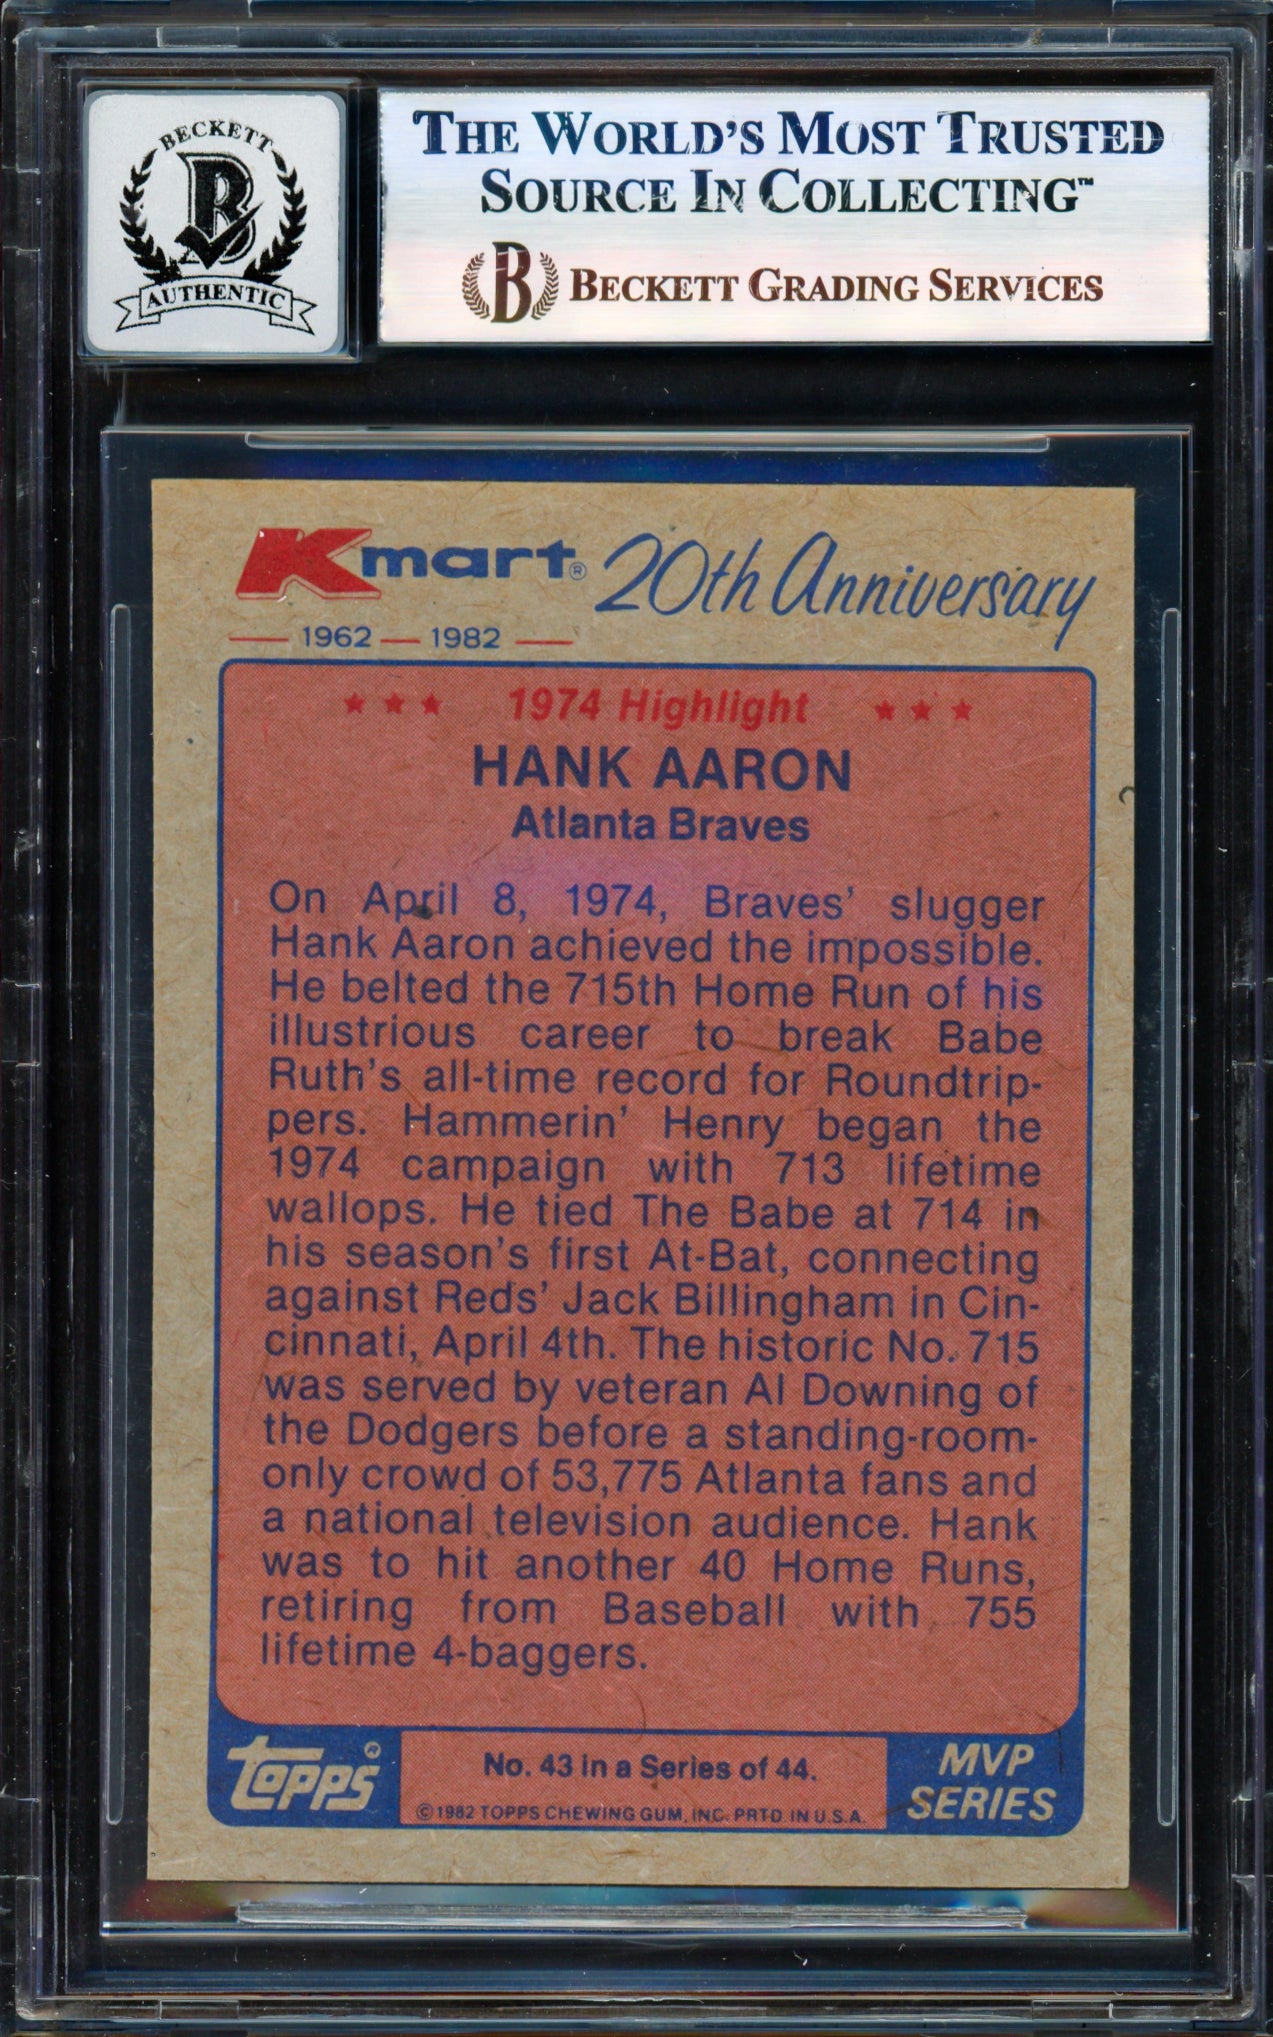 BECKETT
B
AUTHENTIC
THE WORLD'S MOST TRUSTED
SOURCE IN COLLECTING™
B BECKETT GRADING SERVICES
Kmart® 20th Anniversary
1962 — 1982
★ ★ ★ 1974 Highlight ★ ★ ★
HANK AARON
Atlanta Braves
On April 8, 1974, Braves' slugger
Hank Aaron achieved the impossible.
He belted the 715th Home Run of his
illustrious career to break Babe
Ruth's all-time record for Roundtrip-
pers. Hammerin' Henry began the
1974 campaign with 713 lifetime
wallops. He tied The Babe at 714 in
his season's first At-Bat, connecting
against Reds' Jack Billingham in Cin-
cinnati, April 4th. The historic No. 715
was served by veteran Al Downing of
the Dodgers before a standing-room-
only crowd of 53,775 Atlanta fans and
a national television audience. Hank
was to hit another 40 Home Runs,
retiring from Baseball with 755
lifetime 4-baggers.
TOPPS®
No. 43 in a Series of 44.
©1982 TOPPS CHEWING GUM, INC. PRTD. IN U.S.A.
MVP
SERIES